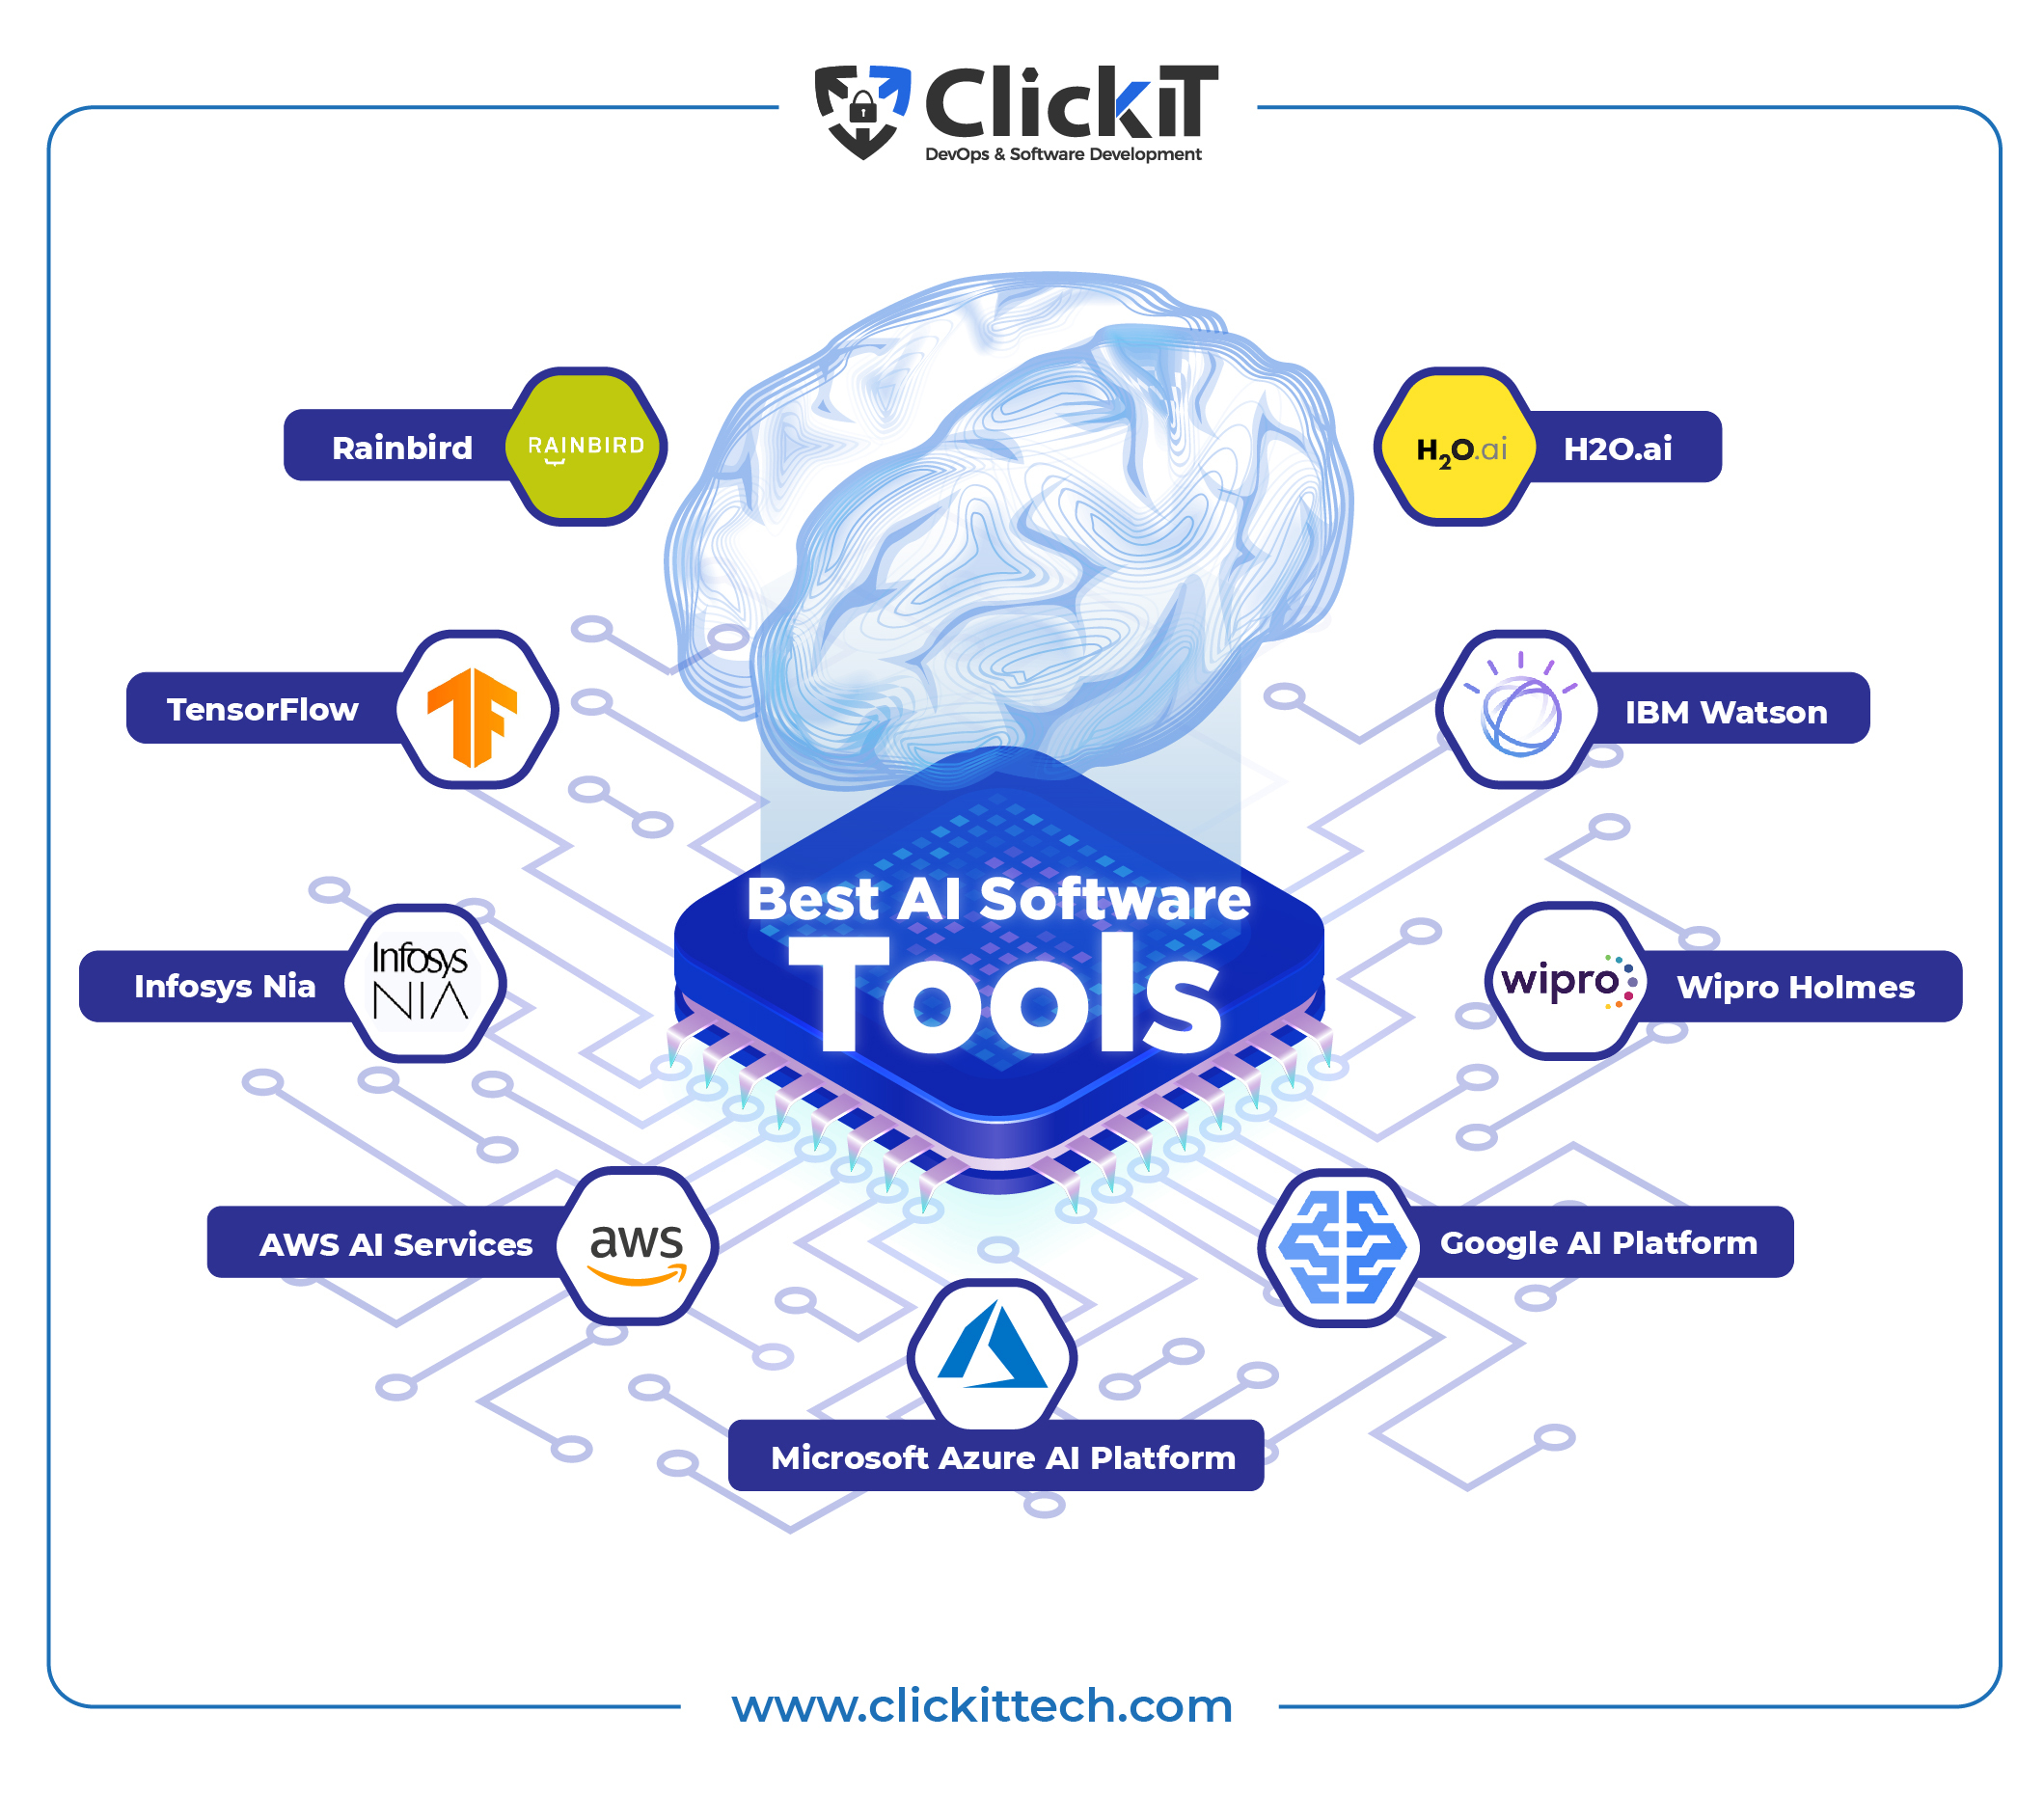 ClickIT
DevOps & Software Development
Rainbird
RAINBIRD
H2O.ai
H2O.ai
TensorFlow
IBM Watson
Best AI Software
Tools
Infosys Nia
Infosys
NIA
wipro
Wipro Holmes
AWS AI Services
aws
Google AI Platform
Microsoft Azure AI Platform
www.clickittech.com